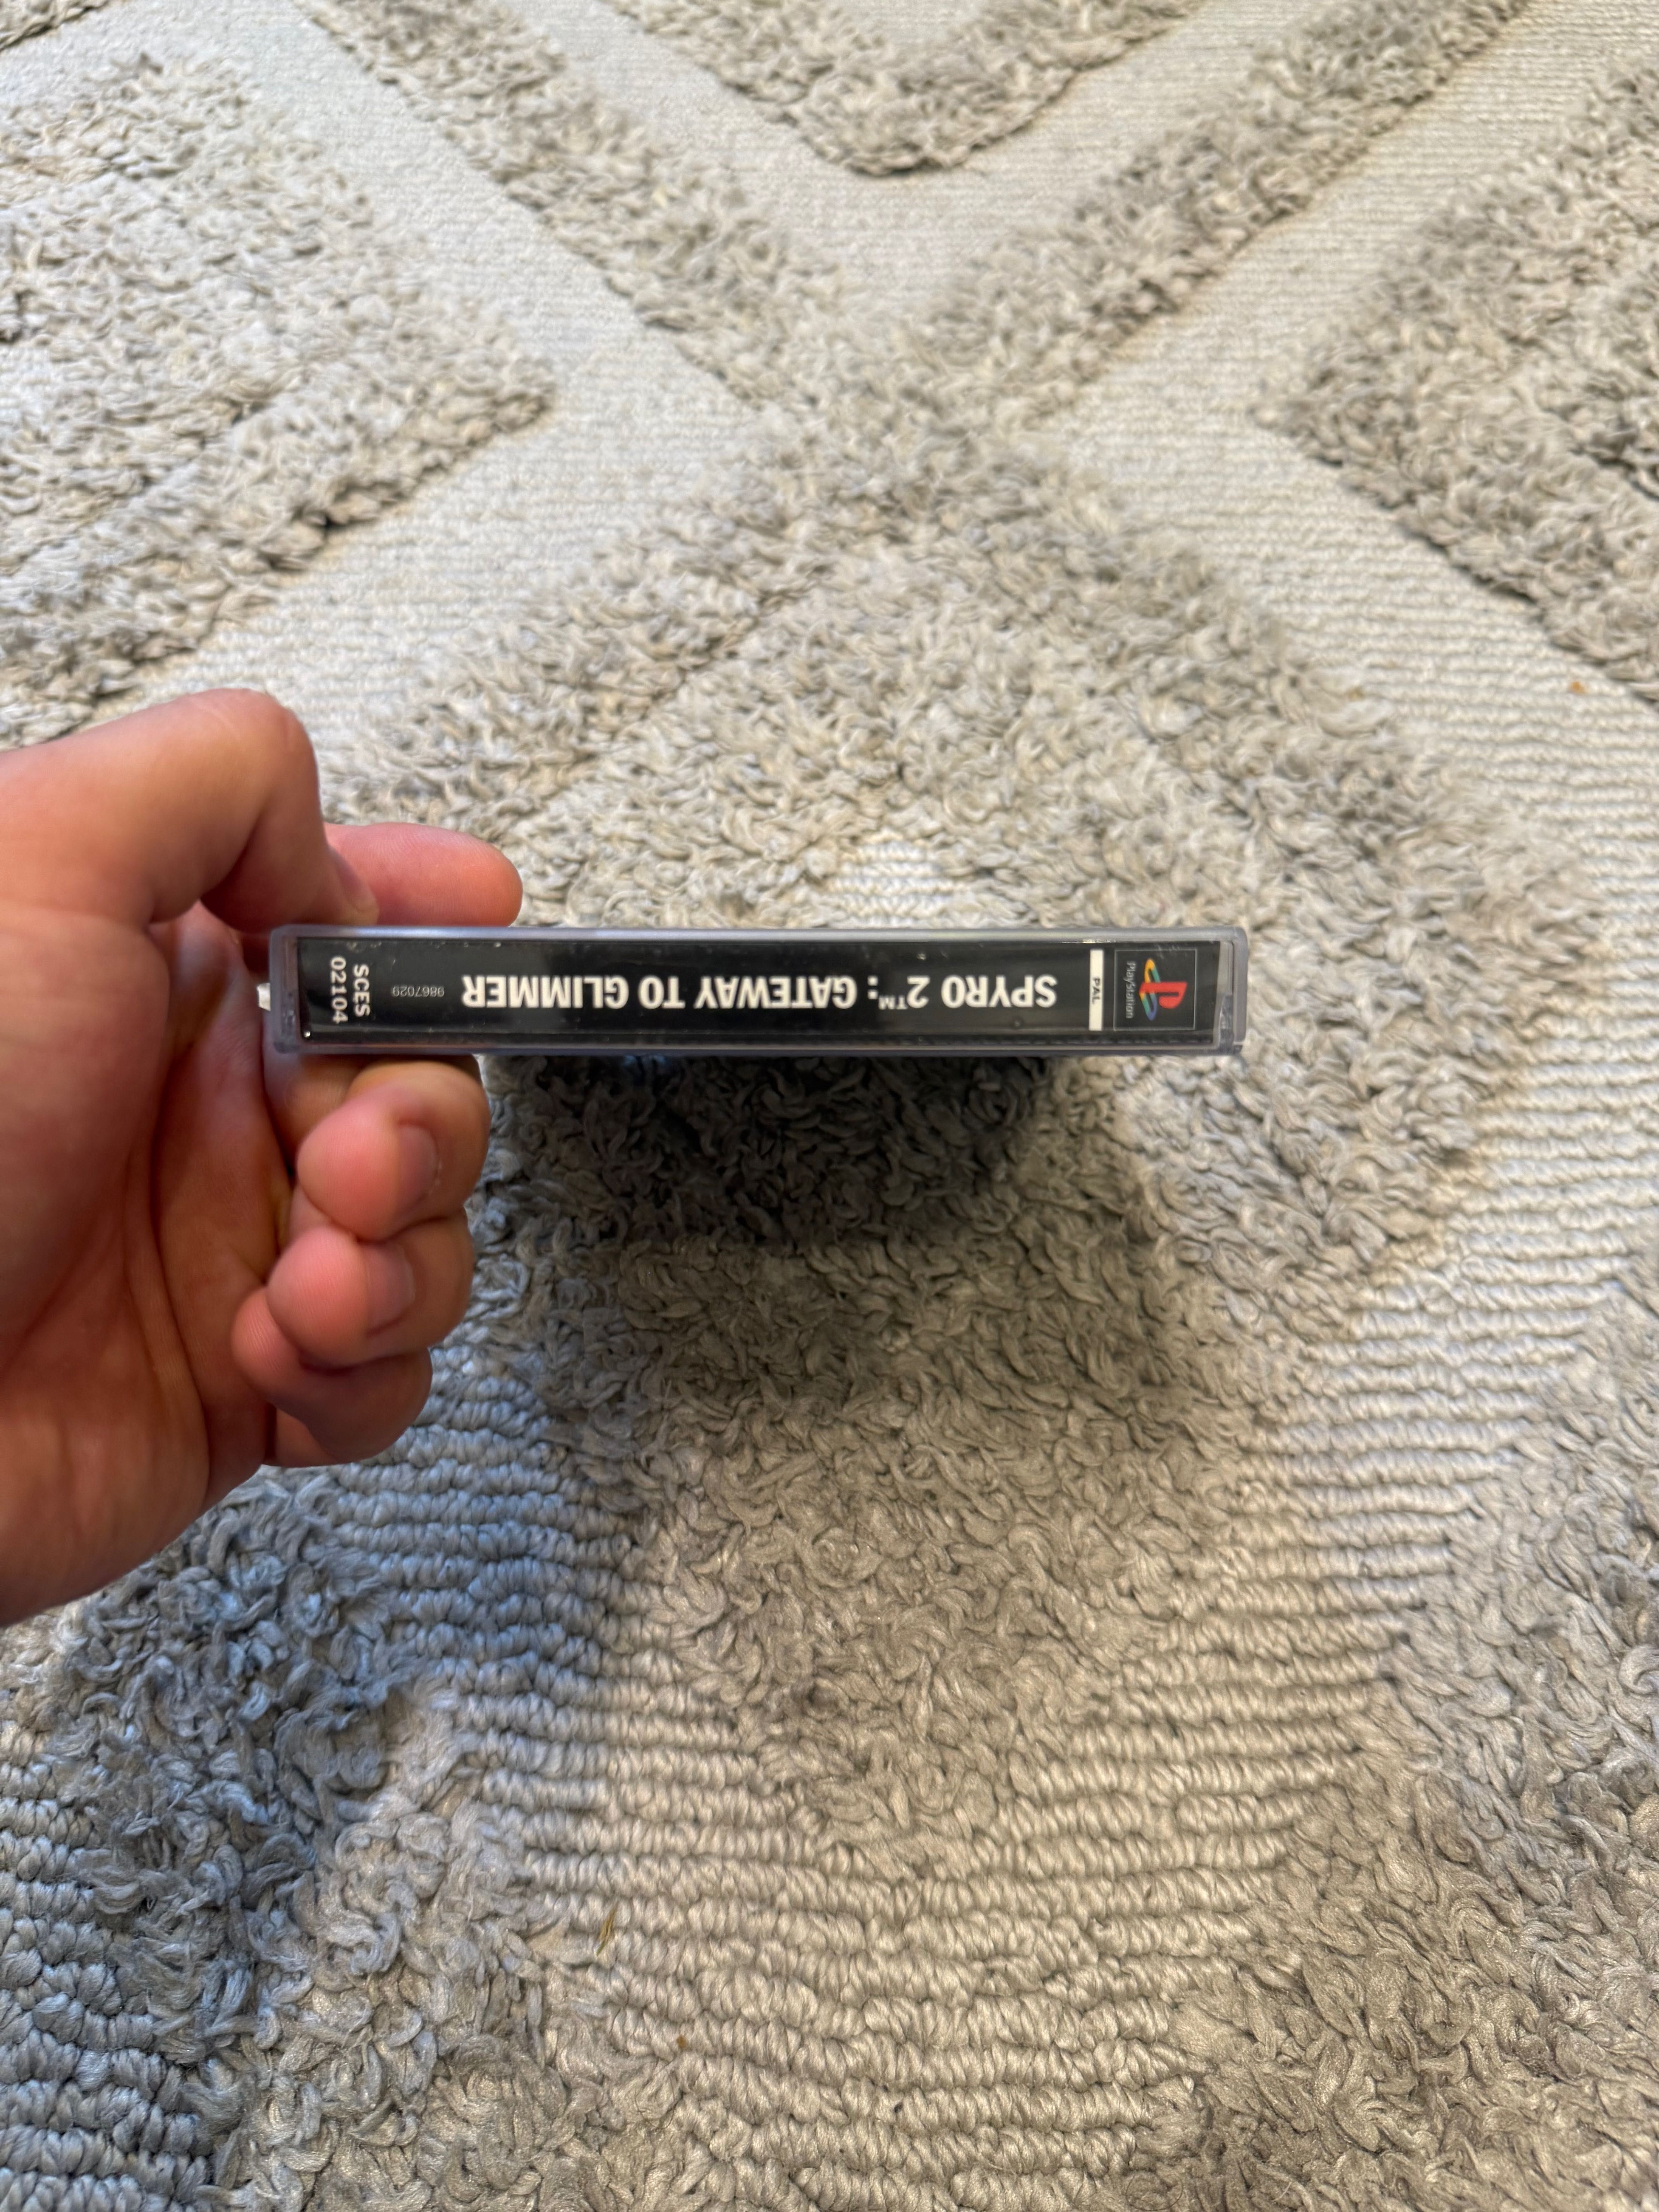 PlayStation
PAL
SPYRO 2™: GATEWAY TO GLIMMER
9867029
SCES
02104